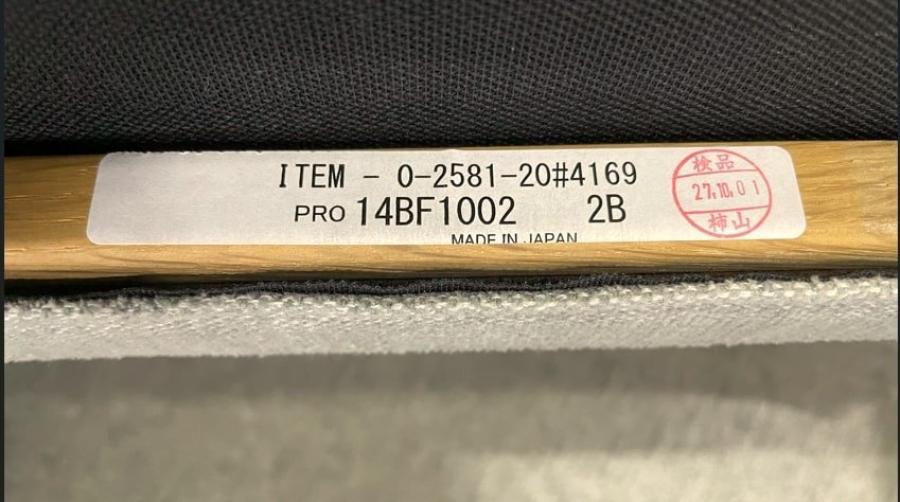 ITEM - 0-2581-20#4169
PRO 14BF1002 2B
MADE IN JAPAN
検品
27.10.01
柿山